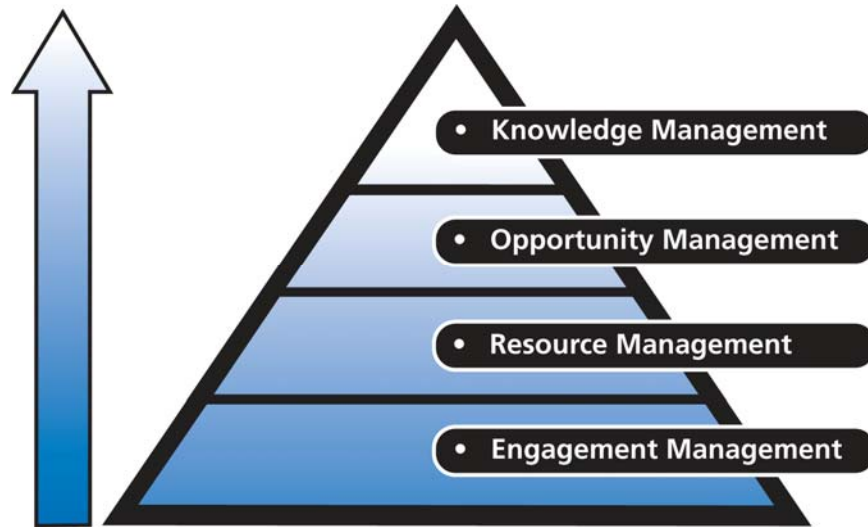 • Knowledge Management
• Opportunity Management
• Resource Management
• Engagement Management